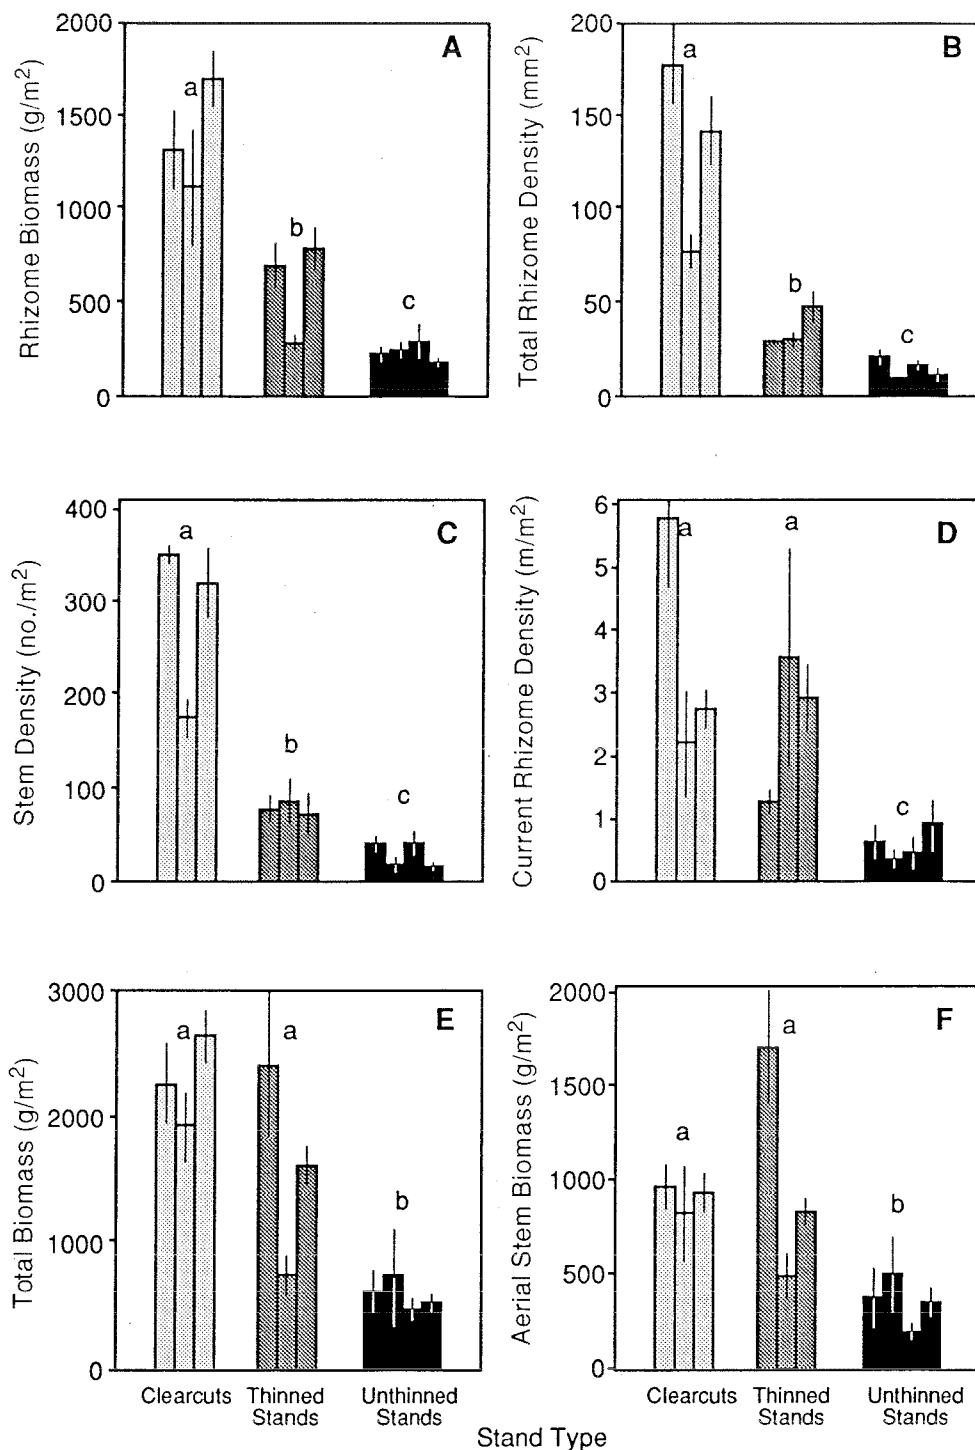 A
Rhizome Biomass (g/m²)
2000
1500
1000
500
0
a
b
c
B
Total Rhizome Density (mm²)
200
150
100
50
0
a
b
c
C
Stem Density (no./m²)
400
300
200
100
0
a
b
c
D
Current Rhizome Density (m/m²)
6
5
4
3
2
1
0
a
a
c
E
Total Biomass (g/m²)
3000
2000
1000
0
a
a
b
Clearcuts
Thinned
Stands
Unthinned
Stands
F
Aerial Stem Biomass (g/m²)
2000
1500
1000
500
0
a
a
b
Clearcuts
Thinned
Stands
Unthinned
Stands
Stand Type